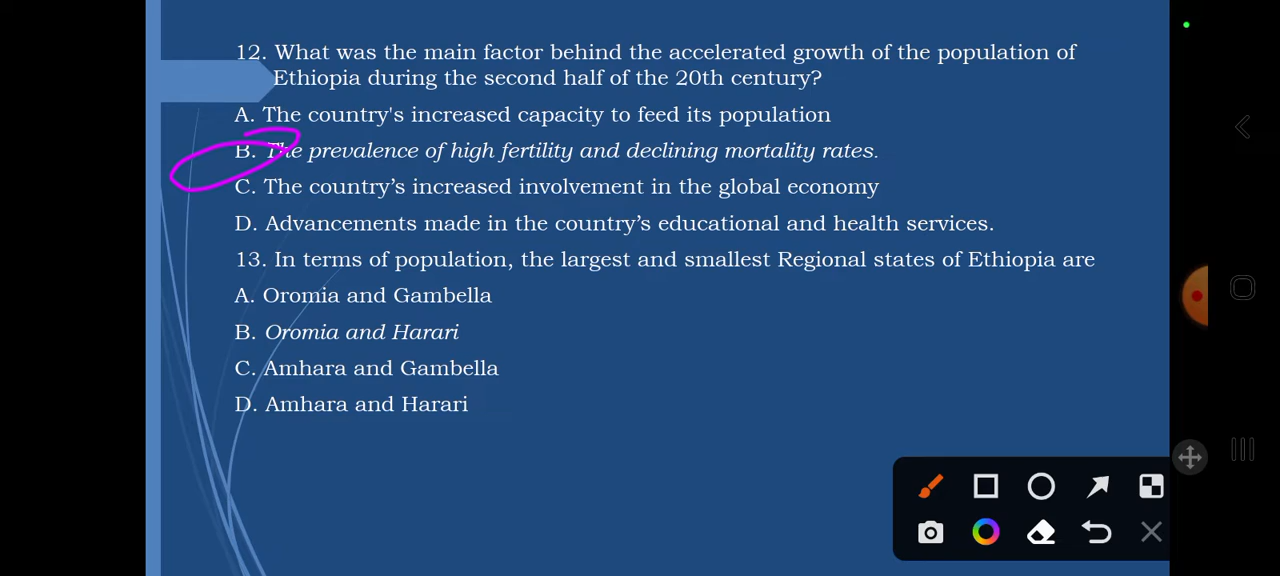 12. What was the main factor behind the accelerated growth of the population of
Ethiopia during the second half of the 20th century?
A. The country's increased capacity to feed its population
B. The prevalence of high fertility and declining mortality rates.
C. The country’s increased involvement in the global economy
D. Advancements made in the country’s educational and health services.
13. In terms of population, the largest and smallest Regional states of Ethiopia are
A. Oromia and Gambella
B. Oromia and Harari
C. Amhara and Gambella
D. Amhara and Harari